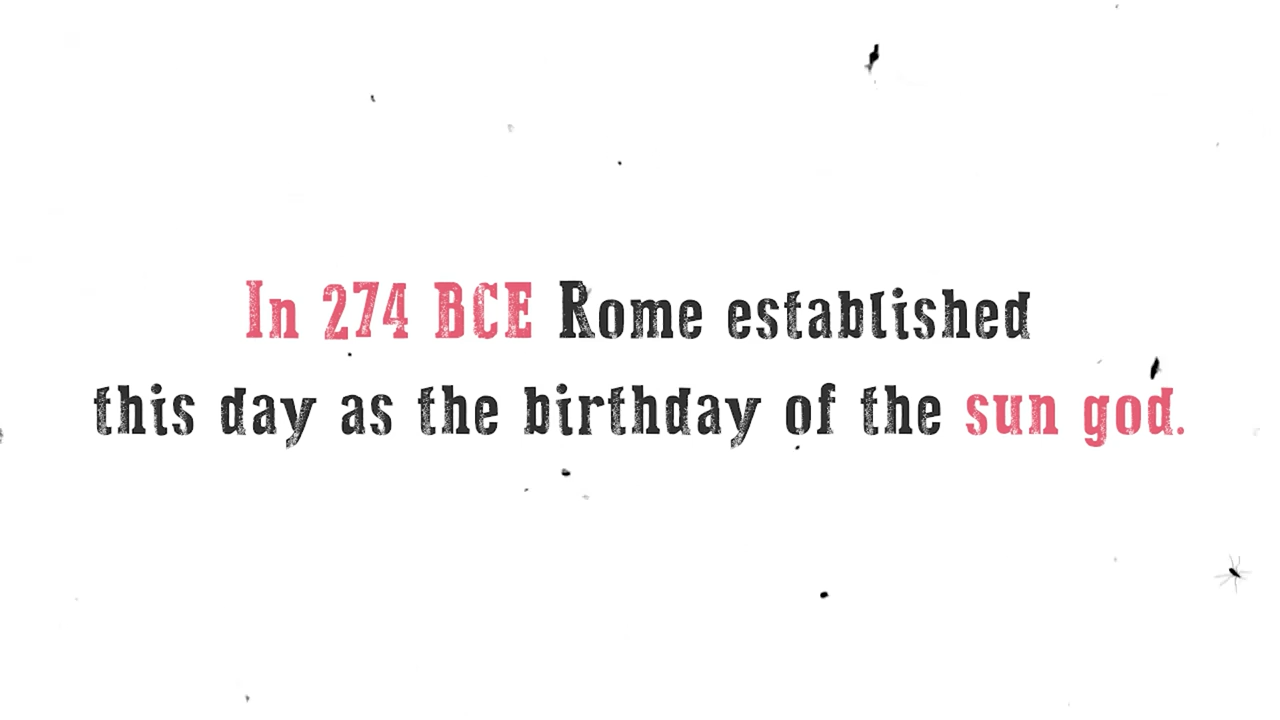 In 274 BCE Rome established
this day as the birthday of the sun god.